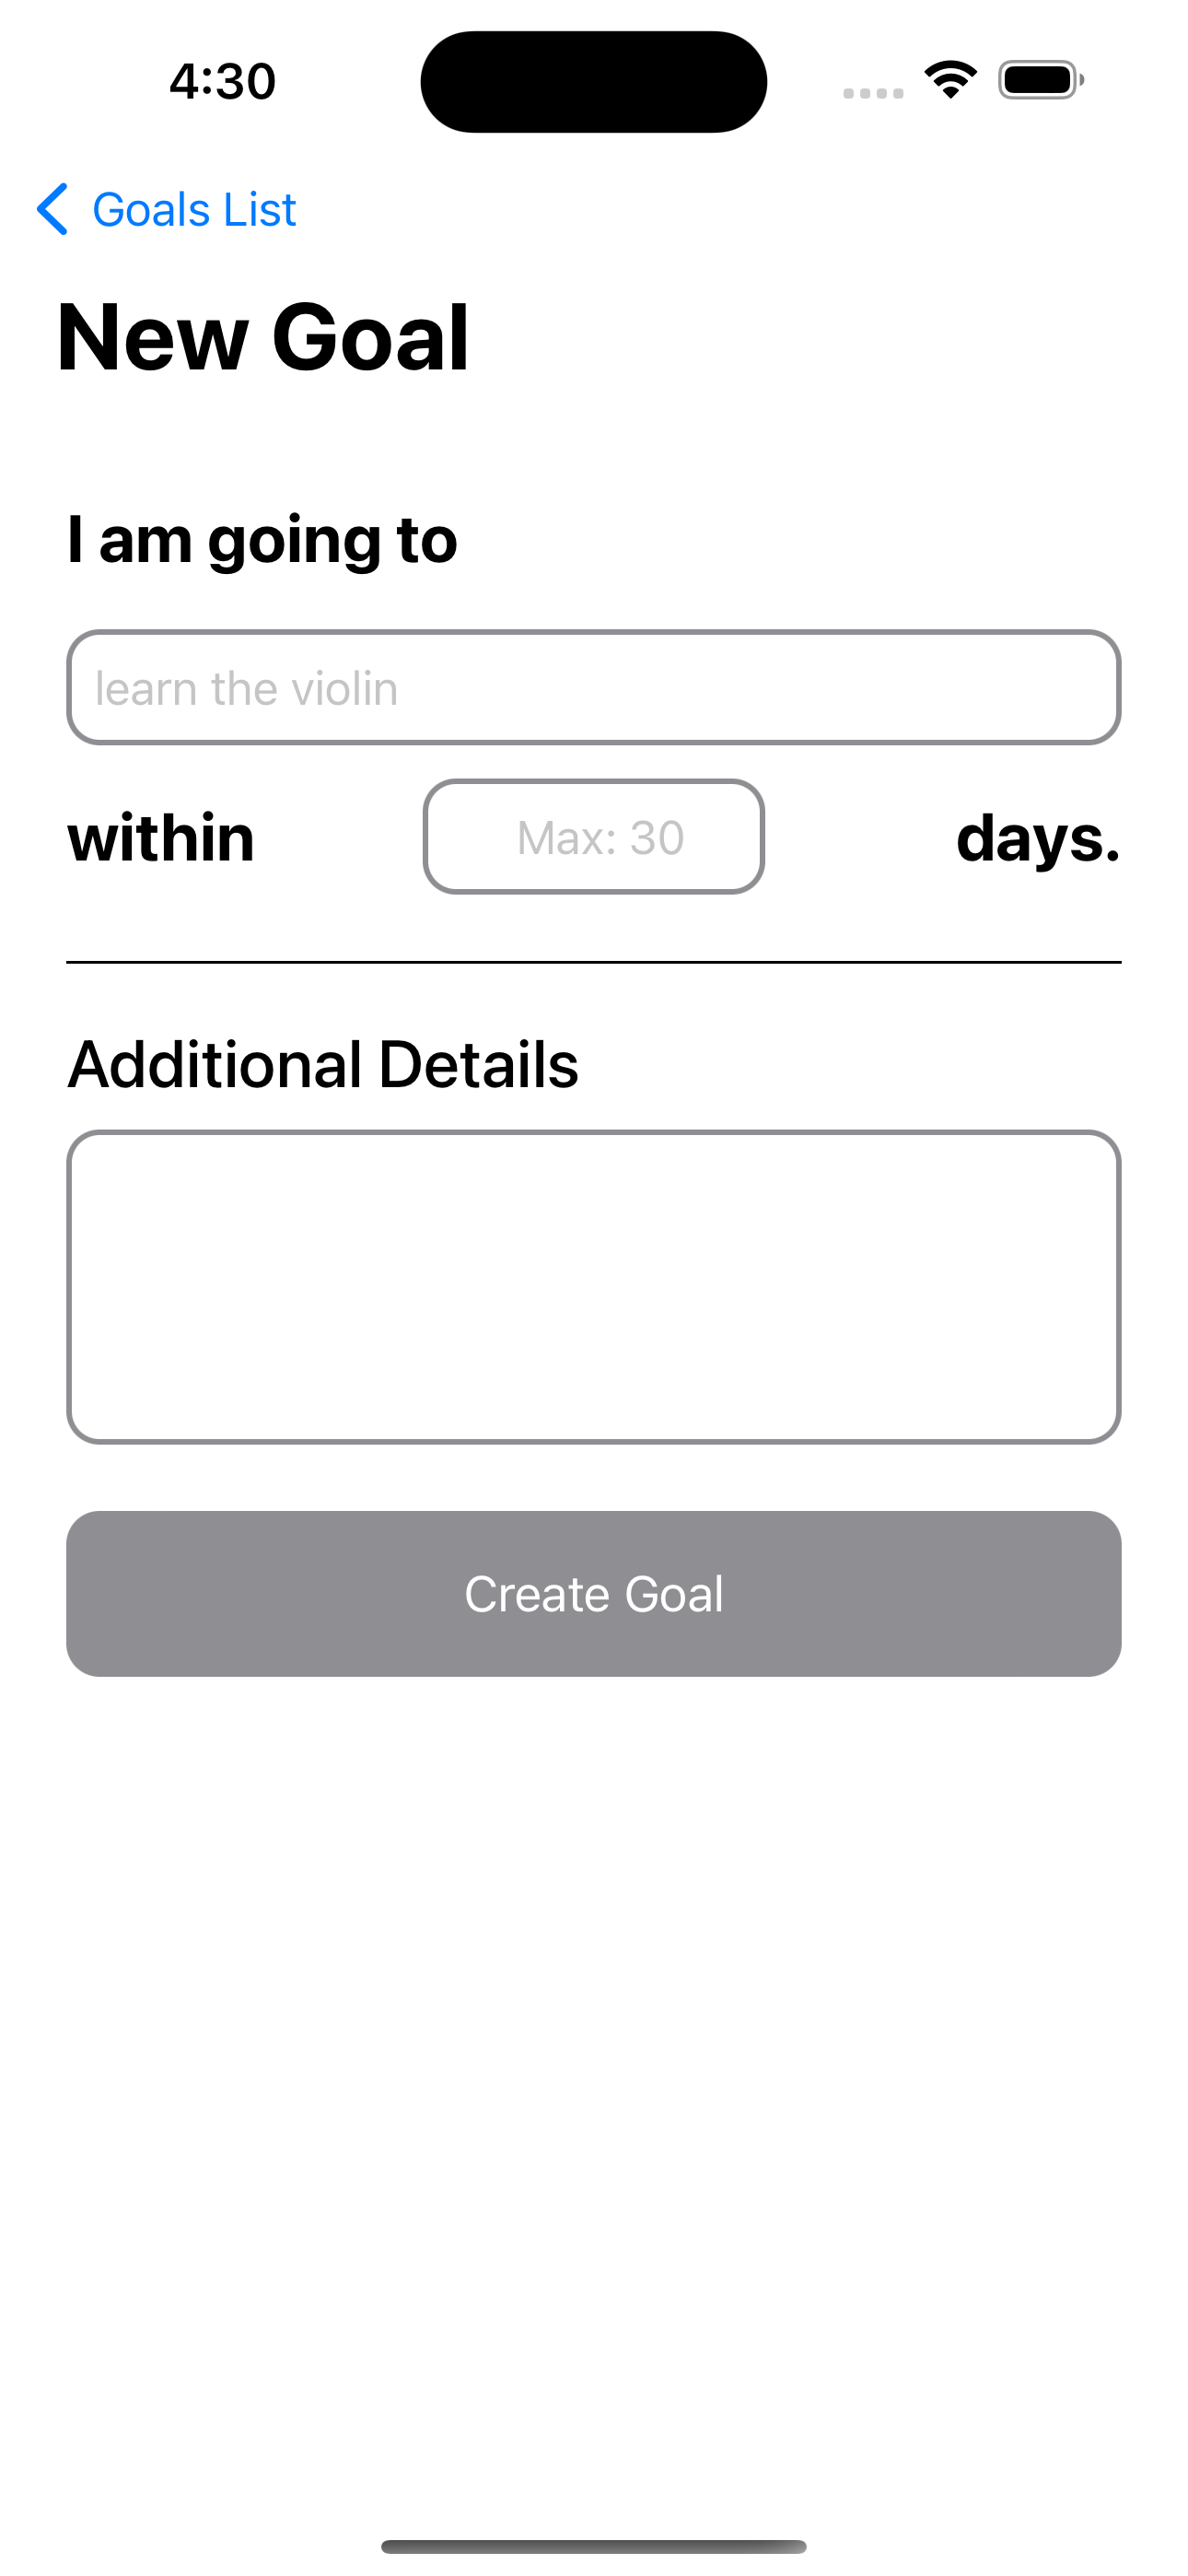 4:30
Goals List
New Goal
I am going to
learn the violin
within Max: 30 days.
Additional Details
Create Goal